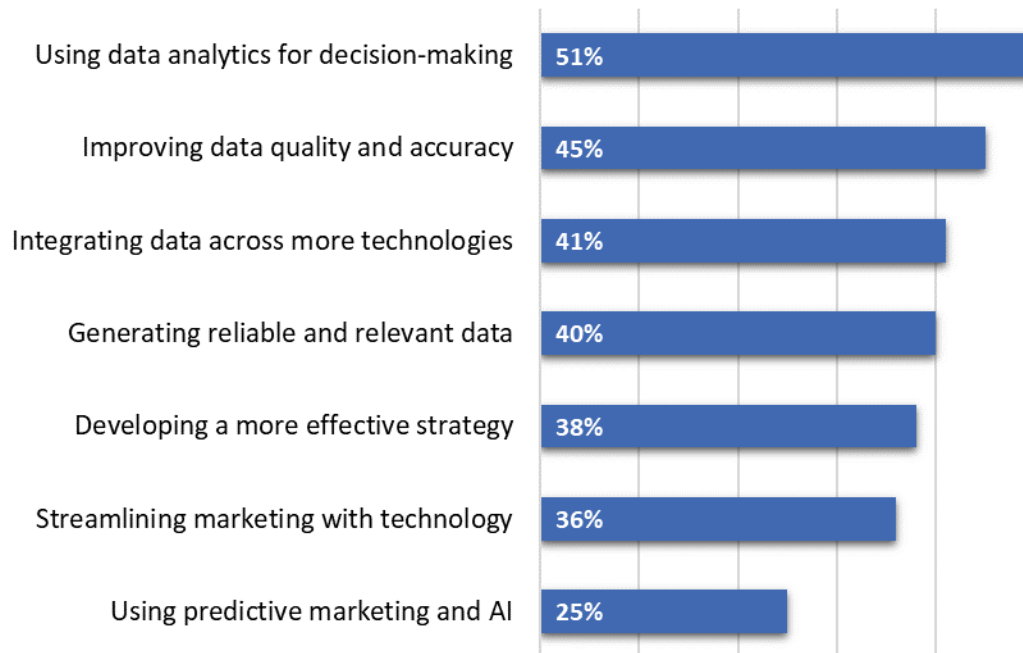 Using data analytics for decision-making 51%
Improving data quality and accuracy 45%
Integrating data across more technologies 41%
Generating reliable and relevant data 40%
Developing a more effective strategy 38%
Streamlining marketing with technology 36%
Using predictive marketing and AI 25%